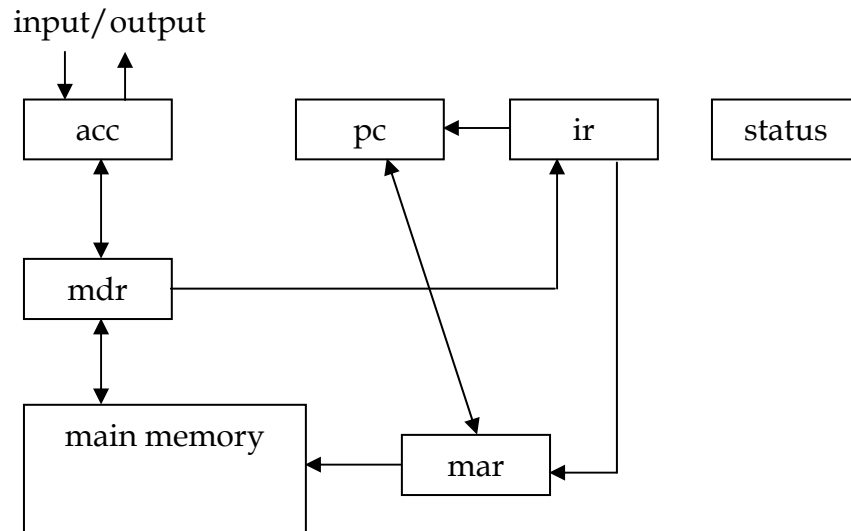 input/output
acc
pc
ir
status
mdr
main memory
mar